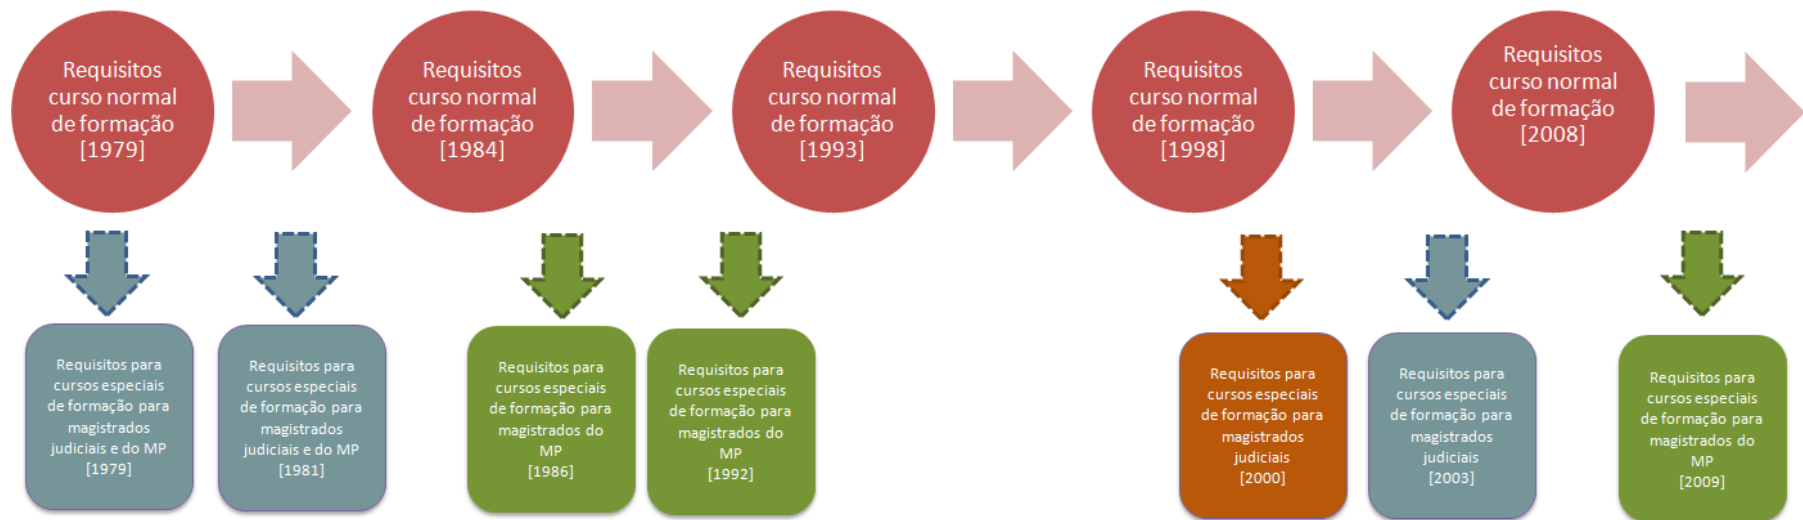 Requisitos
curso normal
de formação
[1979]
Requisitos
curso normal
de formação
[1984]
Requisitos
curso normal
de formação
[1993]
Requisitos
curso normal
de formação
[1998]
Requisitos
curso normal
de formação
[2008]
Requisitos para
cursos especiais
de formação para
magistrados
judiciais e do MP
[1979]
Requisitos para
cursos especiais
de formação para
magistrados
judiciais e do MP
[1981]
Requisitos para
cursos especiais
de formação para
magistrados do
MP
[1986]
Requisitos para
cursos especiais
de formação para
magistrados do
MP
[1992]
Requisitos para
cursos especiais
de formação para
magistrados
judiciais
[2000]
Requisitos para
cursos especiais
de formação para
magistrados
judiciais
[2003]
Requisitos para
cursos especiais
de formação para
magistrados do
MP
[2009]